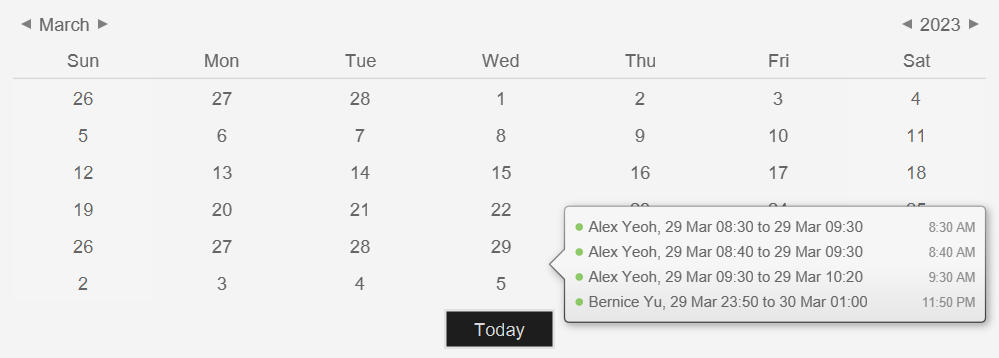 ◄ March ► ◄ 2023 ►
Sun Mon Tue Wed Thu Fri Sat
26 27 28 1 2 3 4
5 6 7 8 9 10 11
12 13 14 15 16 17 18
19 20 21 22
Alex Yeoh, 29 Mar 08:30 to 29 Mar 09:30 8:30 AM
26 27 28 29
Alex Yeoh, 29 Mar 08:40 to 29 Mar 09:30 8:40 AM
Alex Yeoh, 29 Mar 09:30 to 29 Mar 10:20 9:30 AM
2 3 4 5
Bernice Yu, 29 Mar 23:50 to 30 Mar 01:00 11:50 PM
Today